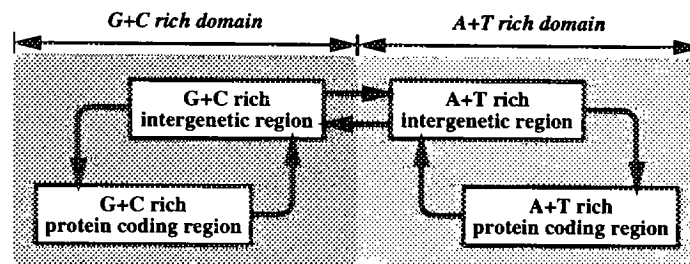 G+C rich domain
A+T rich domain
G+C rich
intergenetic region
A+T rich
intergenetic region
G+C rich
protein coding region
A+T rich
protein coding region